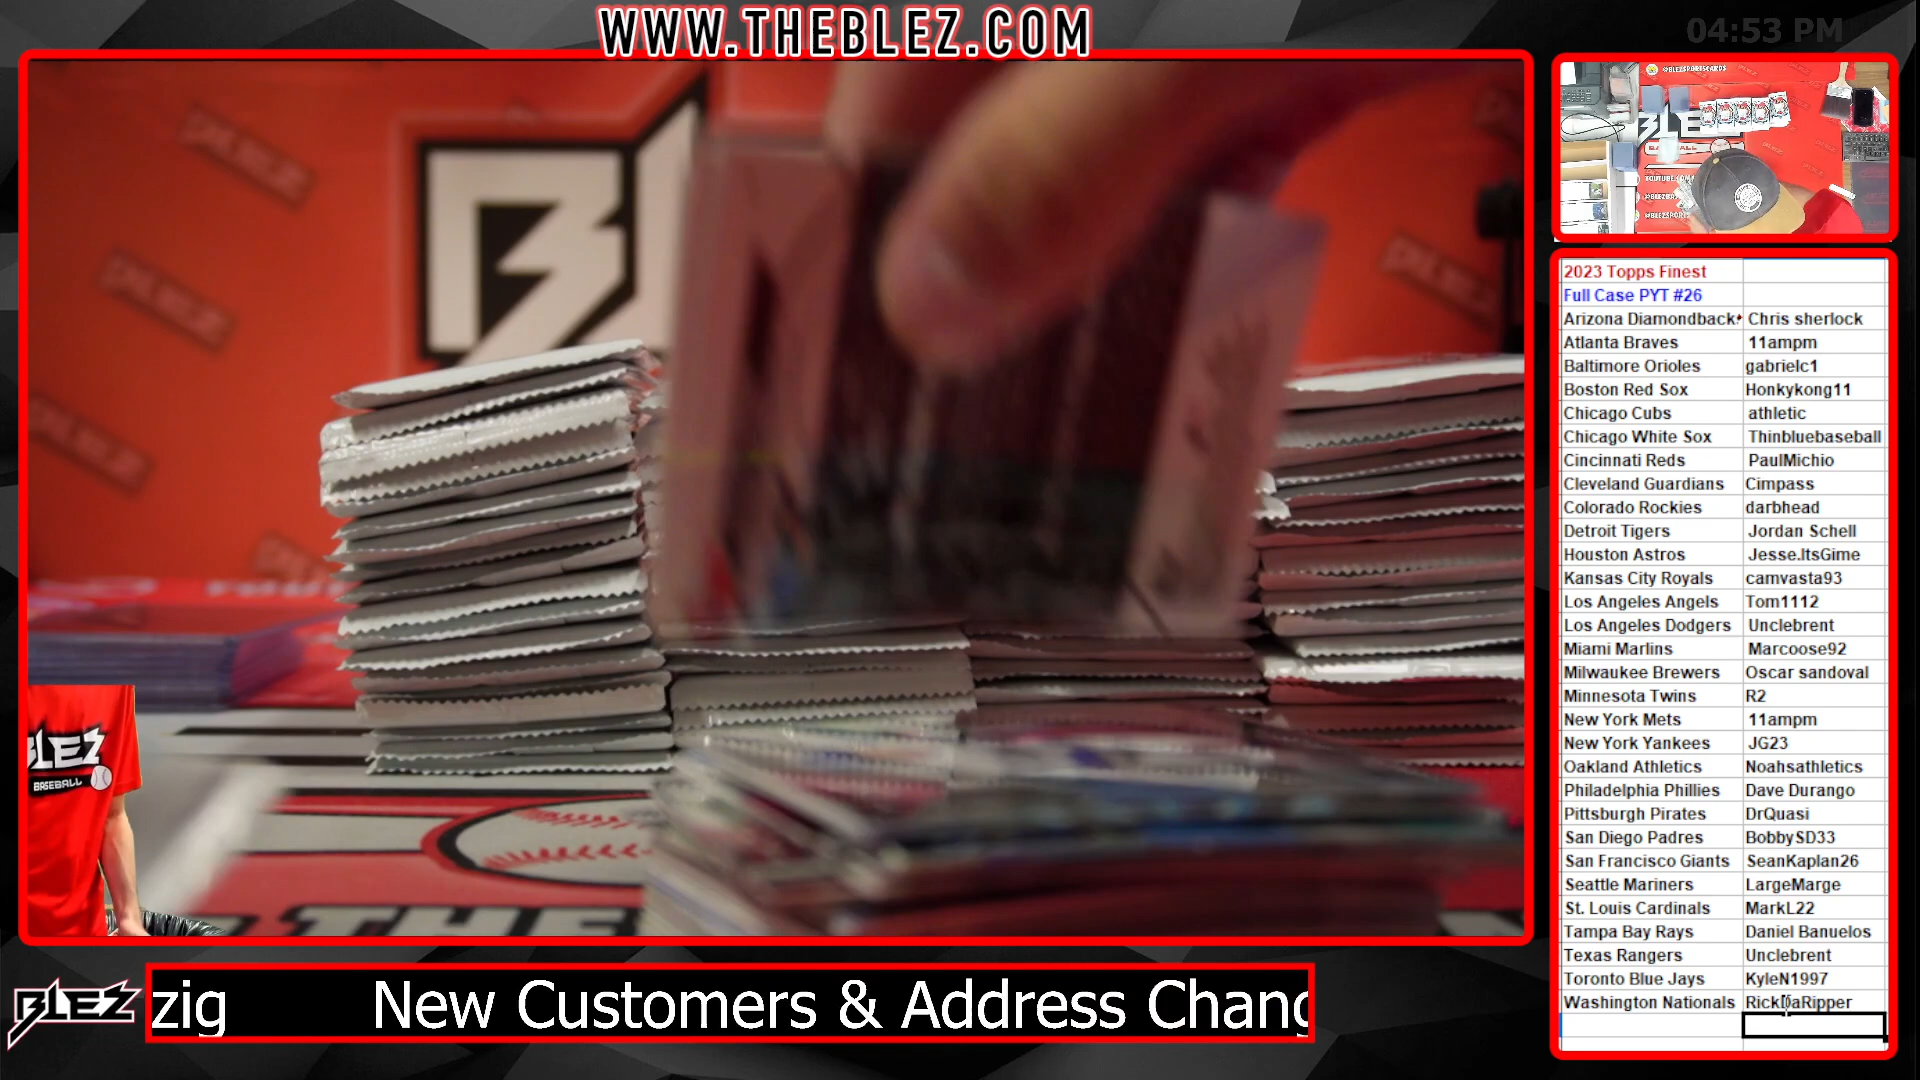 WWW.THEBLEZ.COM
04:53 PM
@BLEZSPORTSCARDS
BLEZ
BASEBALL
2023 Topps Finest
Full Case PYT #26
Arizona Diamondback Chris sherlock
Atlanta Braves 11ampm
Baltimore Orioles gabrielc1
Boston Red Sox Honkykong11
Chicago Cubs athletic
Chicago White Sox Thinbluebaseball
Cincinnati Reds PaulMichio
Cleveland Guardians Cimpass
Colorado Rockies darbhead
Detroit Tigers Jordan Schell
Houston Astros Jesse.ItsGime
Kansas City Royals camvasta93
Los Angeles Angels Tom1112
Los Angeles Dodgers Unclebrent
Miami Marlins Marcoose92
Milwaukee Brewers Oscar sandoval
Minnesota Twins R2
New York Mets 11ampm
New York Yankees JG23
Oakland Athletics Noahsathletics
Philadelphia Phillies Dave Durango
Pittsburgh Pirates DrQuasi
San Diego Padres BobbySD33
San Francisco Giants SeanKaplan26
Seattle Mariners LargeMarge
St. Louis Cardinals MarkL22
Tampa Bay Rays Daniel Banuelos
Texas Rangers Unclebrent
Toronto Blue Jays KyleN1997
Washington Nationals RickDaRipper
BLEZ
BASEBALL
THE
BLEZ
zig New Customers & Address Chang